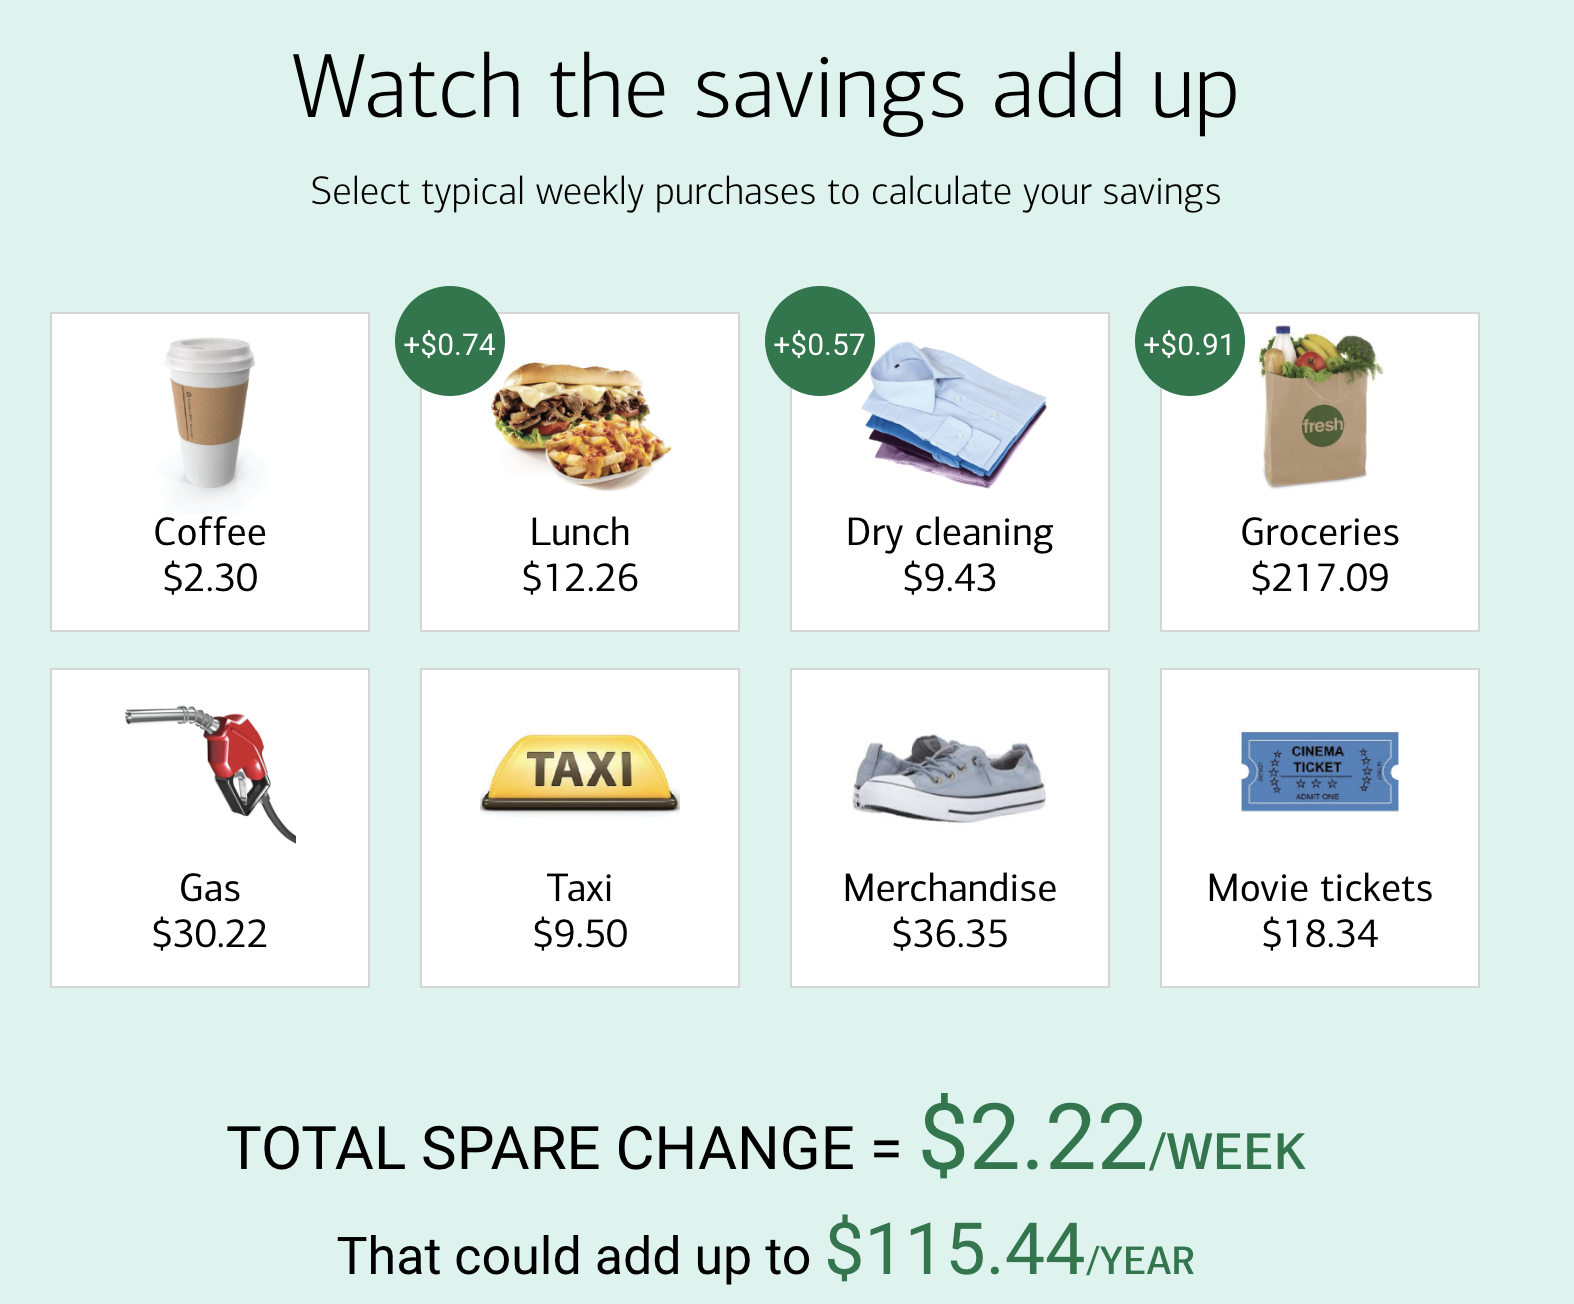 Watch the savings add up
Select typical weekly purchases to calculate your savings
Coffee
$2.30
+$0.74
Lunch
$12.26
+$0.57
Dry cleaning
$9.43
+$0.91
fresh
Groceries
$217.09
Gas
$30.22
TAXI
Taxi
$9.50
Merchandise
$36.35
CINEMA
TICKET
ADMIT ONE
Movie tickets
$18.34
TOTAL SPARE CHANGE = $2.22/WEEK
That could add up to $115.44/YEAR